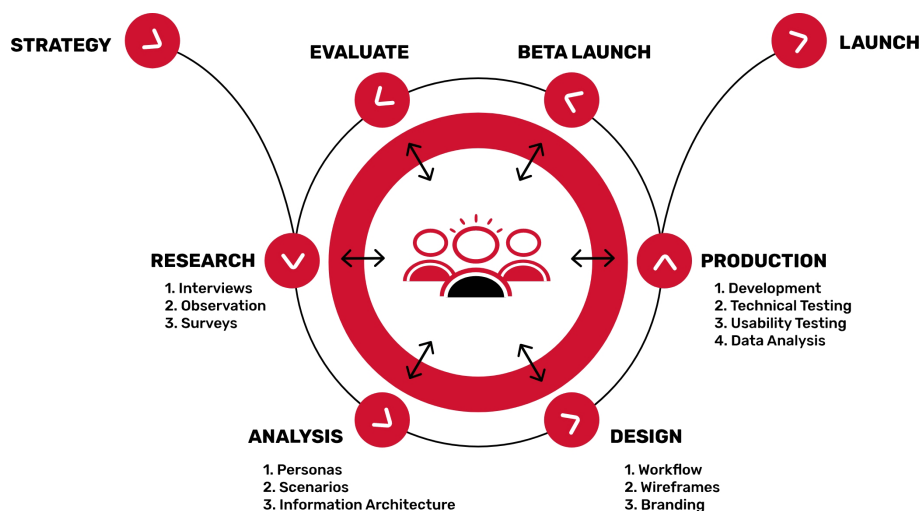 STRATEGY
EVALUATE
BETA LAUNCH
LAUNCH
RESEARCH
1. Interviews
2. Observation
3. Surveys
PRODUCTION
1. Development
2. Technical Testing
3. Usability Testing
4. Data Analysis
ANALYSIS
1. Personas
2. Scenarios
3. Information Architecture
DESIGN
1. Workflow
2. Wireframes
3. Branding